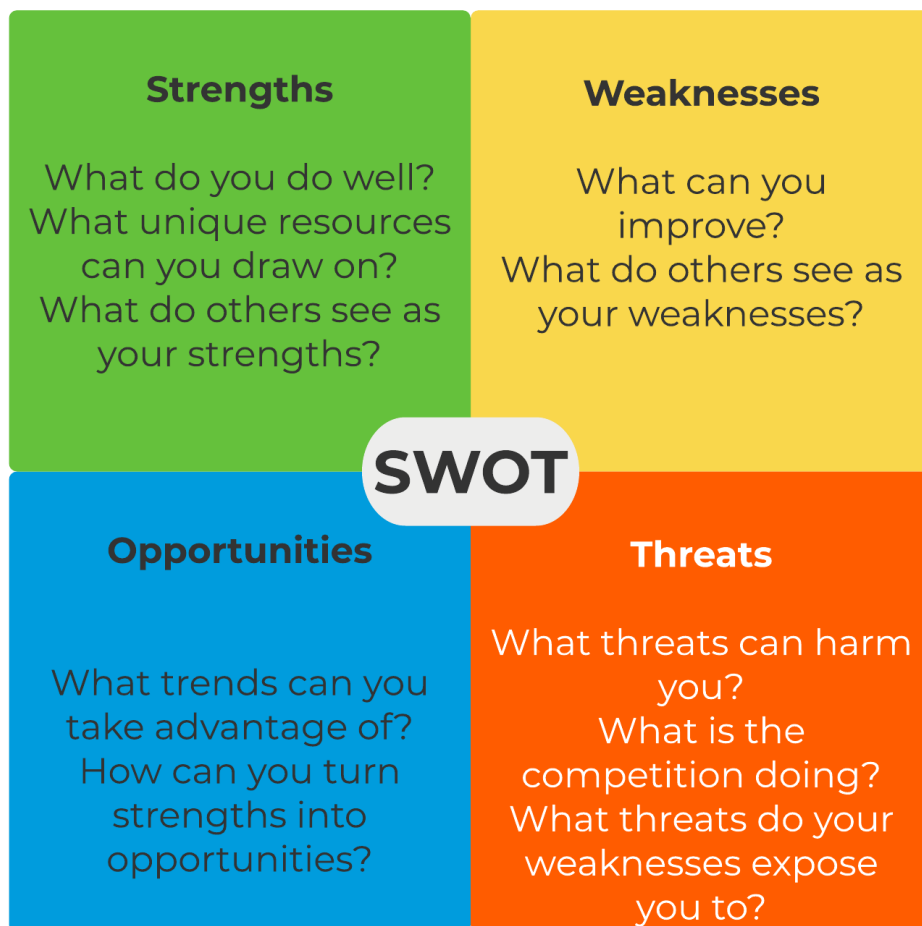 Strengths
What do you do well?
What unique resources
can you draw on?
What do others see as
your strengths?
Weaknesses
What can you
improve?
What do others see as
your weaknesses?
SWOT
Opportunities
What trends can you
take advantage of?
How can you turn
strengths into
opportunities?
Threats
What threats can harm
you?
What is the
competition doing?
What threats do your
weaknesses expose
you to?